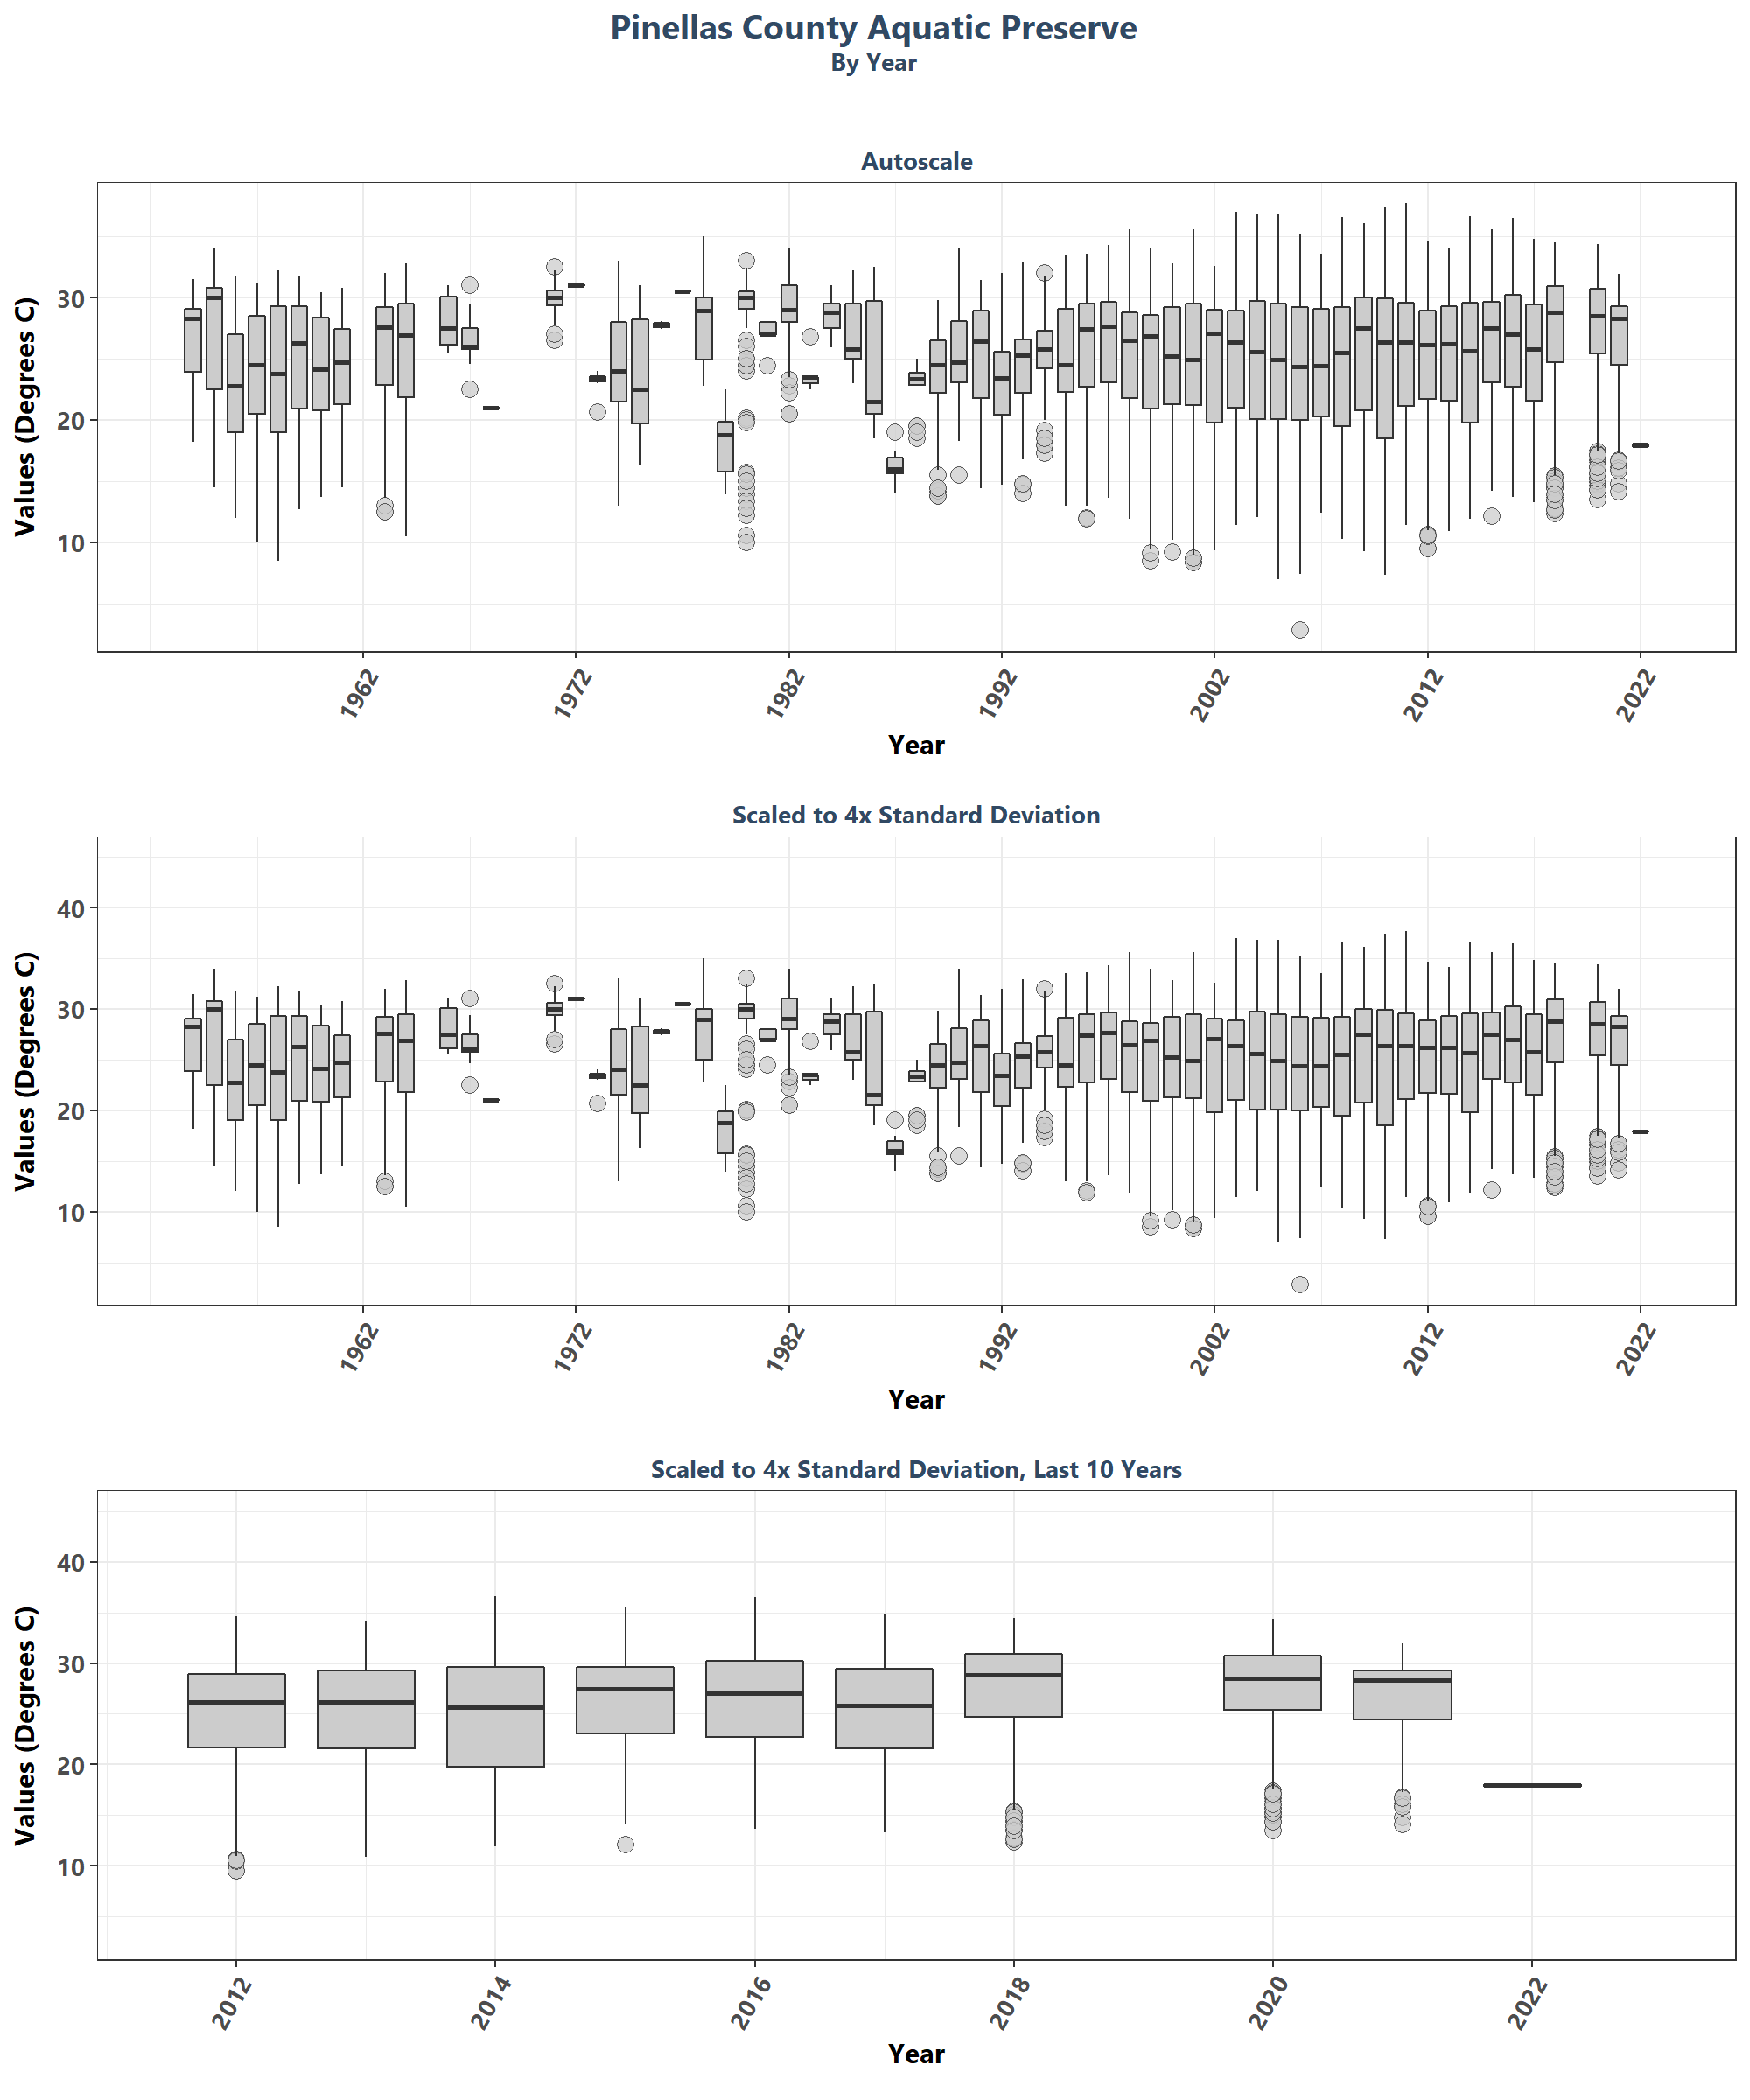 Pinellas County Aquatic Preserve
By Year
Autoscale
Values (Degrees C)
30
20
10
1962
1972
1982
1992
2002
2012
2022
Year
Scaled to 4x Standard Deviation
Values (Degrees C)
40
30
20
10
1962
1972
1982
1992
2002
2012
2022
Year
Scaled to 4x Standard Deviation, Last 10 Years
Values (Degrees C)
40
30
20
10
2012
2014
2016
2018
2020
2022
Year